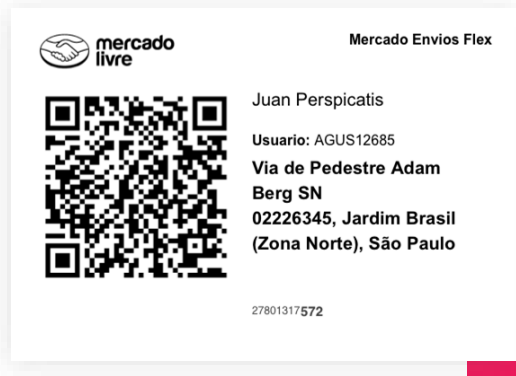 mercado
livre
Mercado Envios Flex
Juan Perspicatis
Usuario: AGUS12685
Via de Pedestre Adam
Berg SN
02226345, Jardim Brasil
(Zona Norte), São Paulo
27801317572